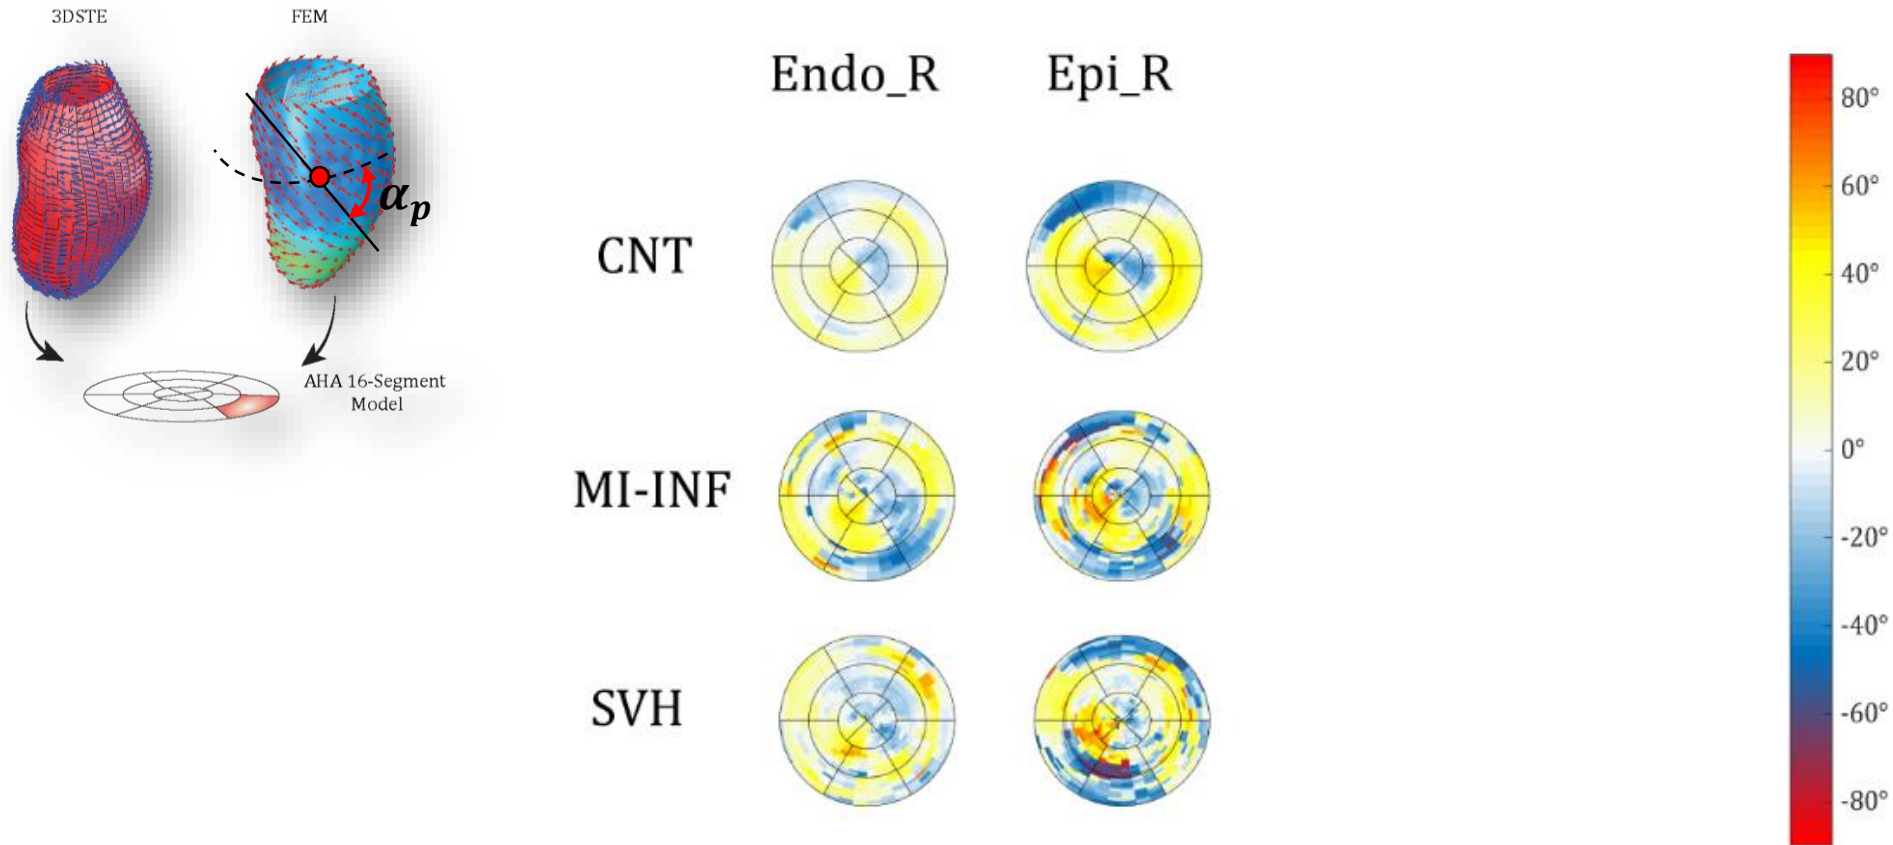 3DSTE
FEM
αp
AHA 16-Segment
Model
Endo_R
Epi_R
CNT
MI-INF
SVH
80°
60°
40°
20°
0°
-20°
-40°
-60°
-80°